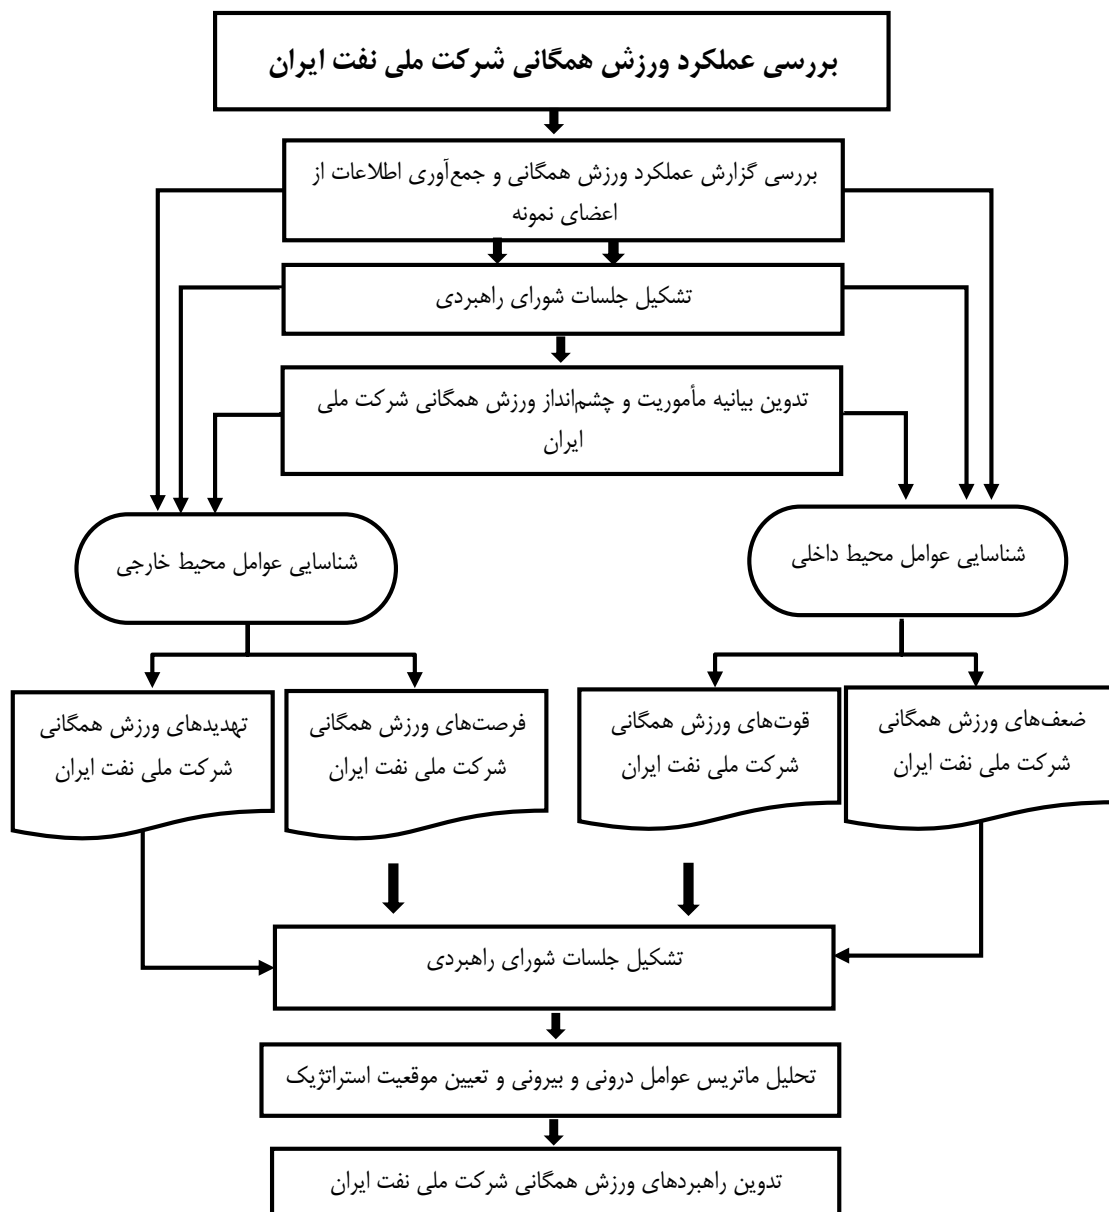 بررسی عملکرد ورزش همگانی شرکت ملی نفت ایران
بررسی گزارش عملکرد ورزش همگانی و جمع‌آوری اطلاعات از
اعضای نمونه
تشکیل جلسات شورای راهبردی
تدوین بیانیه مأموریت و چشم‌انداز ورزش همگانی شرکت ملی
ایران
شناسایی عوامل محیط داخلی
شناسایی عوامل محیط خارجی
ضعف‌های ورزش همگانی
شرکت ملی نفت ایران
قوت‌های ورزش همگانی
شرکت ملی نفت ایران
فرصت‌های ورزش همگانی
شرکت ملی نفت ایران
تهدیدهای ورزش همگانی
شرکت ملی نفت ایران
تشکیل جلسات شورای راهبردی
تحلیل ماتریس عوامل درونی و بیرونی و تعیین موقعیت استراتژیک
تدوین راهبردهای ورزش همگانی شرکت ملی نفت ایران